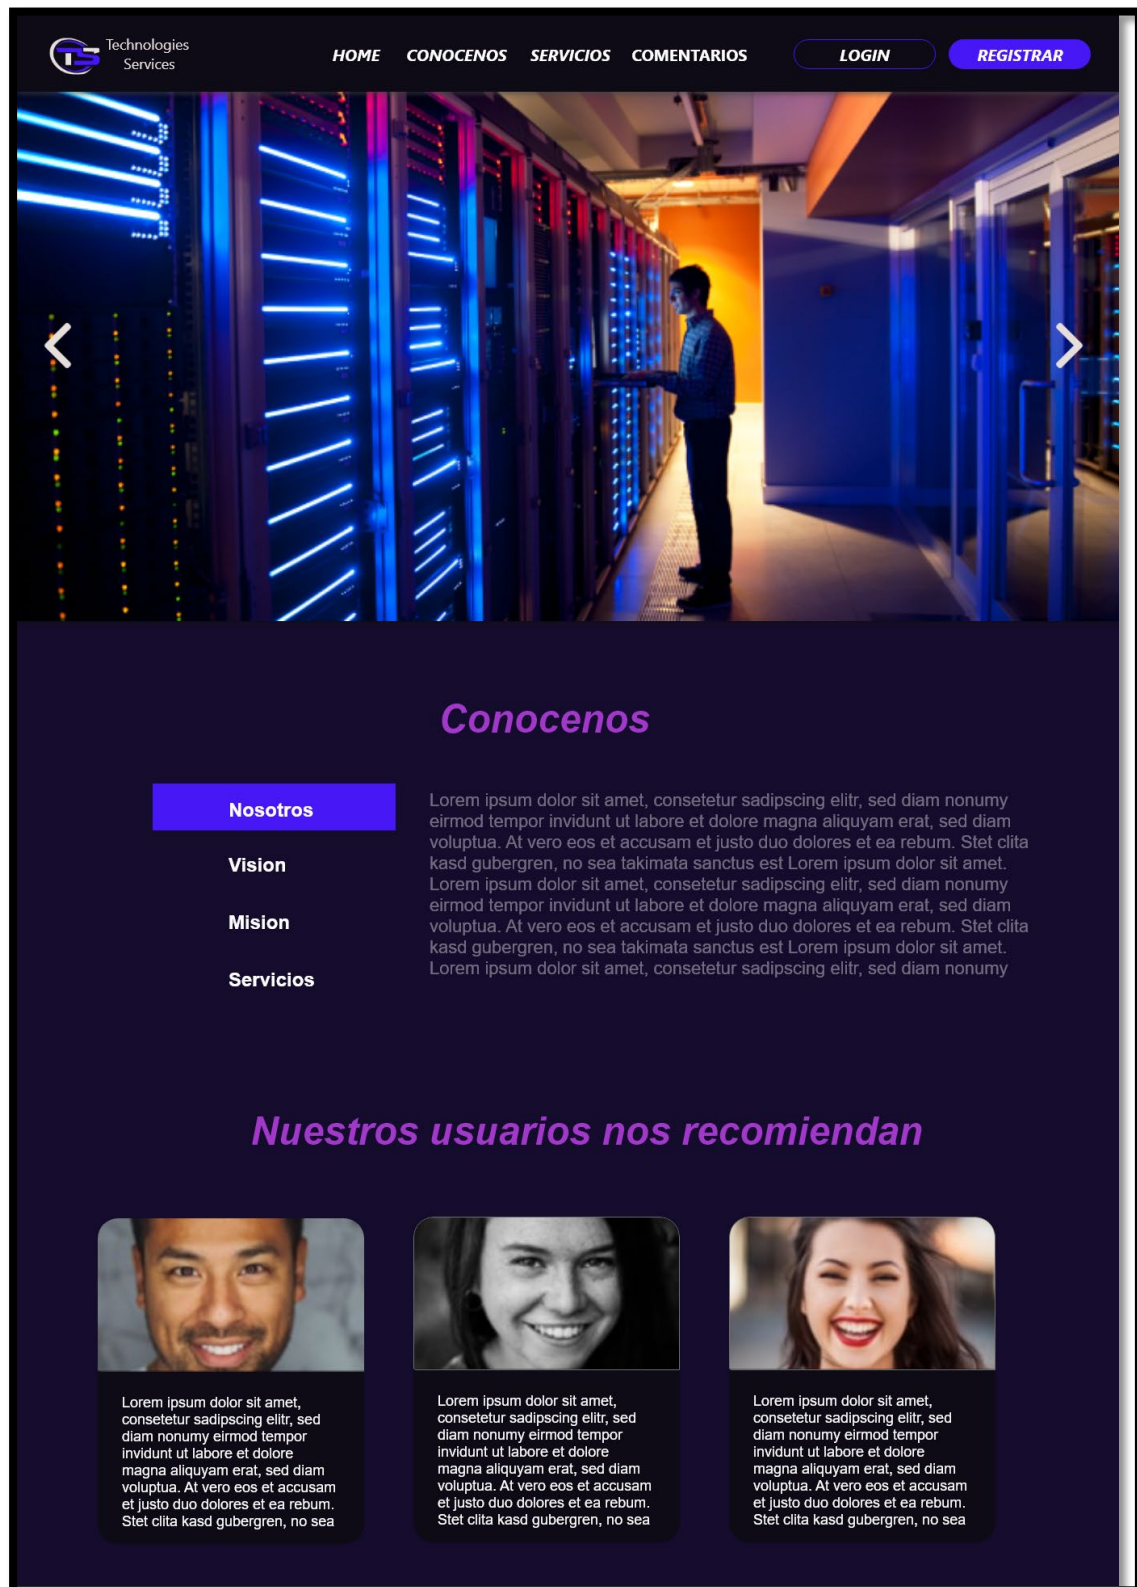 TS Technologies
Services
HOME CONOCENOS SERVICIOS COMENTARIOS LOGIN REGISTRAR
Conocenos
Nosotros
Vision
Mision
Servicios
Lorem ipsum dolor sit amet, consetetur sadipscing elitr, sed diam nonumy
eirmod tempor invidunt ut labore et dolore magna aliquyam erat, sed diam
voluptua. At vero eos et accusam et justo duo dolores et ea rebum. Stet clita
kasd gubergren, no sea takimata sanctus est Lorem ipsum dolor sit amet.
Lorem ipsum dolor sit amet, consetetur sadipscing elitr, sed diam nonumy
eirmod tempor invidunt ut labore et dolore magna aliquyam erat, sed diam
voluptua. At vero eos et accusam et justo duo dolores et ea rebum. Stet clita
kasd gubergren, no sea takimata sanctus est Lorem ipsum dolor sit amet.
Lorem ipsum dolor sit amet, consetetur sadipscing elitr, sed diam nonumy
Nuestros usuarios nos recomiendan
Lorem ipsum dolor sit amet,
consetetur sadipscing elitr, sed
diam nonumy eirmod tempor
invidunt ut labore et dolore
magna aliquyam erat, sed diam
voluptua. At vero eos et accusam
et justo duo dolores et ea rebum.
Stet clita kasd gubergren, no sea
Lorem ipsum dolor sit amet,
consetetur sadipscing elitr, sed
diam nonumy eirmod tempor
invidunt ut labore et dolore
magna aliquyam erat, sed diam
voluptua. At vero eos et accusam
et justo duo dolores et ea rebum.
Stet clita kasd gubergren, no sea
Lorem ipsum dolor sit amet,
consetetur sadipscing elitr, sed
diam nonumy eirmod tempor
invidunt ut labore et dolore
magna aliquyam erat, sed diam
voluptua. At vero eos et accusam
et justo duo dolores et ea rebum.
Stet clita kasd gubergren, no sea